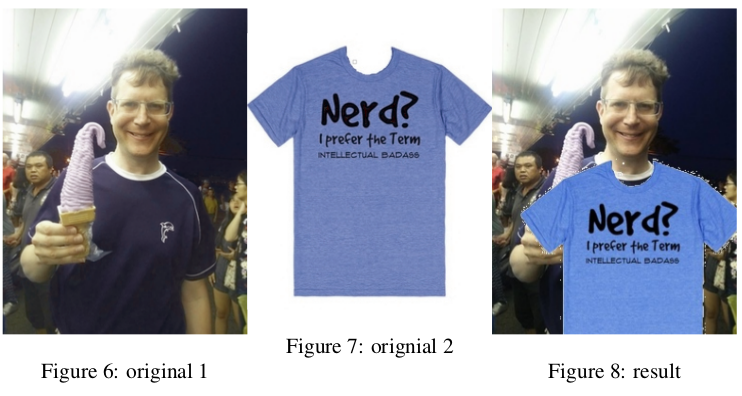 Nerd?
I prefer the Term
INTELLECTUAL BADASS
Nerd?
I prefer the Term
INTELLECTUAL BADASS
Figure 6: original 1
Figure 7: orignial 2
Figure 8: result